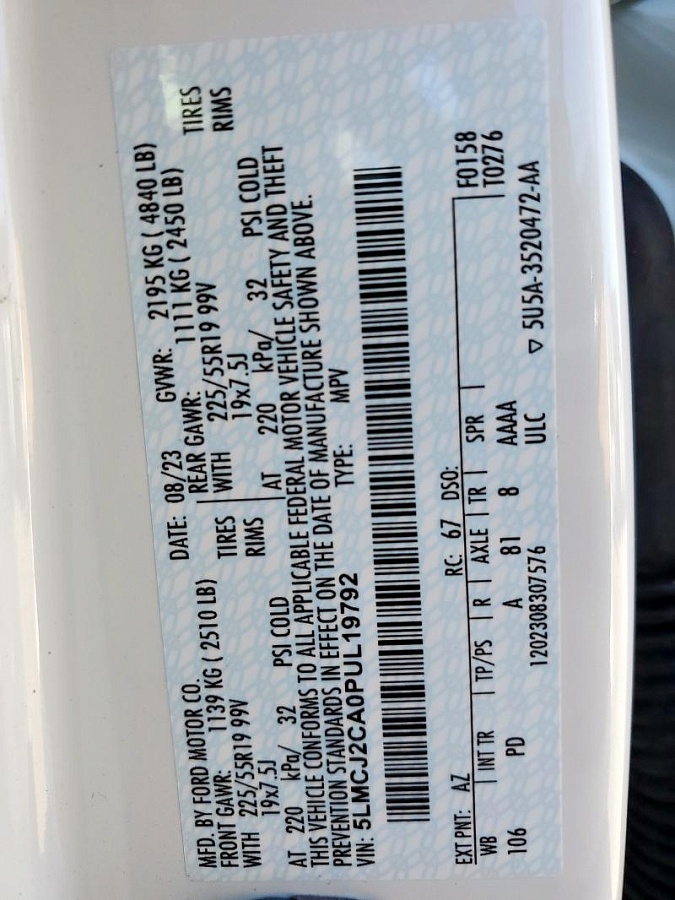 MFD. BY FORD MOTOR CO. DATE: 08/23 GVWR: 2195 KG ( 4840 LB)
FRONT GAWR: 1139 KG ( 2510 LB) REAR GAWR: 1111 KG ( 2450 LB)
WITH 225/55R19 99V TIRES WITH 225/55R19 99V TIRES
19x7.5J RIMS 19x7.5J RIMS
AT 220 kPa/ 32 PSI COLD AT 220 kPa/ 32 PSI COLD
THIS VEHICLE CONFORMS TO ALL APPLICABLE FEDERAL MOTOR VEHICLE SAFETY AND THEFT
PREVENTION STANDARDS IN EFFECT ON THE DATE OF MANUFACTURE SHOWN ABOVE.
VIN: 5LMCJ2CA0PUL19792 TYPE: MPV
EXT PNT: AZ RC: 67 DSO: F0158
WB INT TR TP/PS R AXLE TR SPR T0276
106 PD A 81 8 AAAA
1202308307576 ULC ▽ 5U5A-3520472-AA